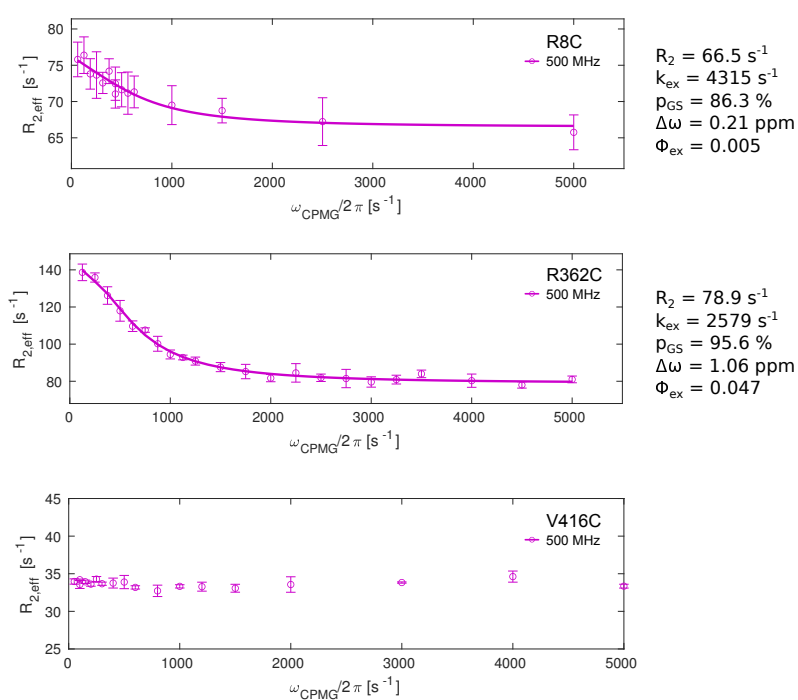 R8C
500 MHz
80
75
70
65
R2,eff [s-1]
0
1000
2000
3000
4000
5000
ωCPMG/2 π [s-1]
R2 = 66.5 s-1
kex = 4315 s-1
pGS = 86.3 %
Δω = 0.21 ppm
Φex = 0.005
R362C
500 MHz
140
120
100
80
R2,eff [s-1]
0
1000
2000
3000
4000
5000
ωCPMG/2 π [s-1]
R2 = 78.9 s-1
kex = 2579 s-1
pGS = 95.6 %
Δω = 1.06 ppm
Φex = 0.047
V416C
500 MHz
45
40
35
30
25
R2,eff [s-1]
0
1000
2000
3000
4000
5000
ωCPMG/2 π [s-1]